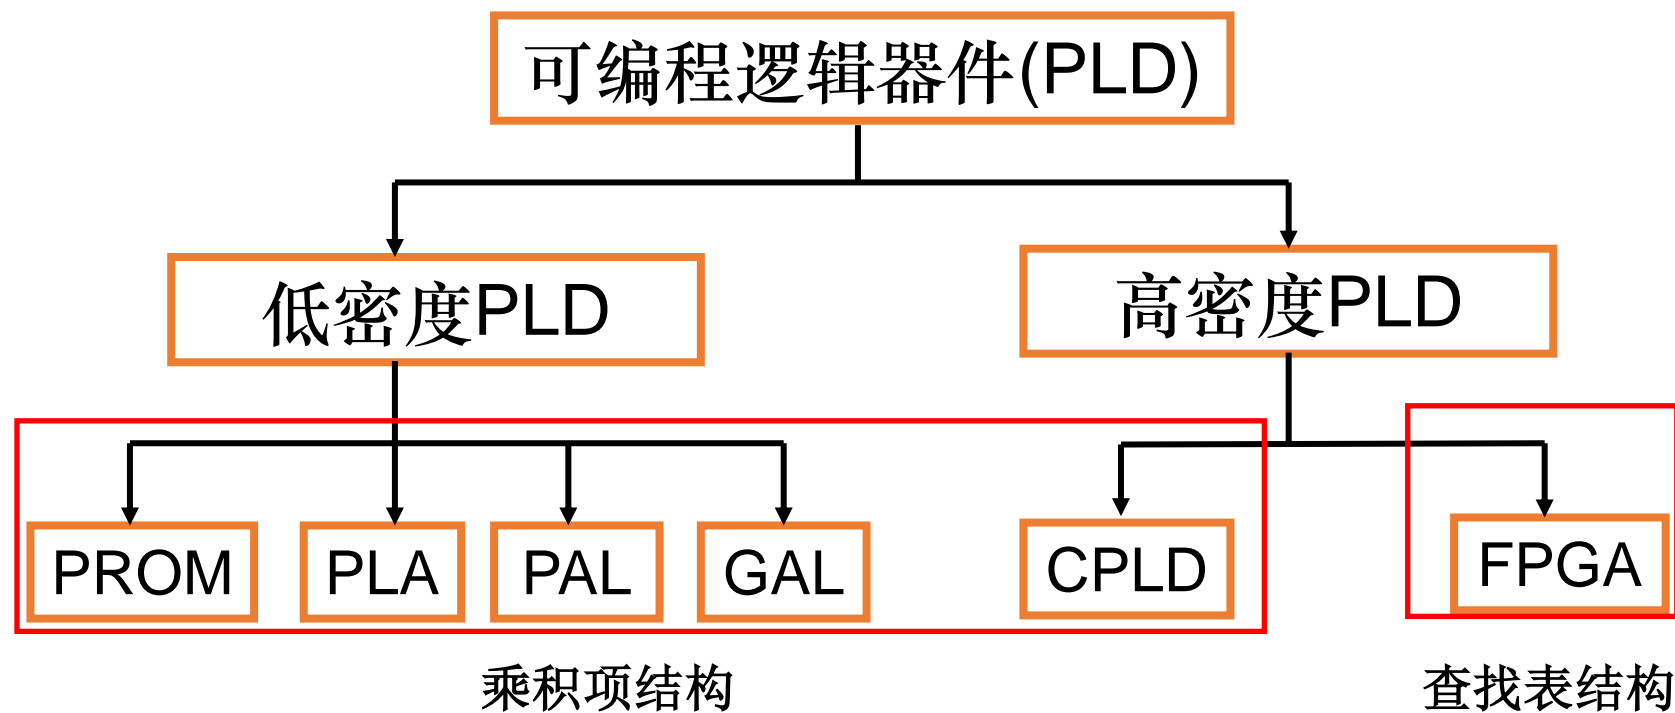 可编程逻辑器件(PLD)
低密度PLD
高密度PLD
PROM
PLA
PAL
GAL
CPLD
FPGA
乘积项结构
查找表结构